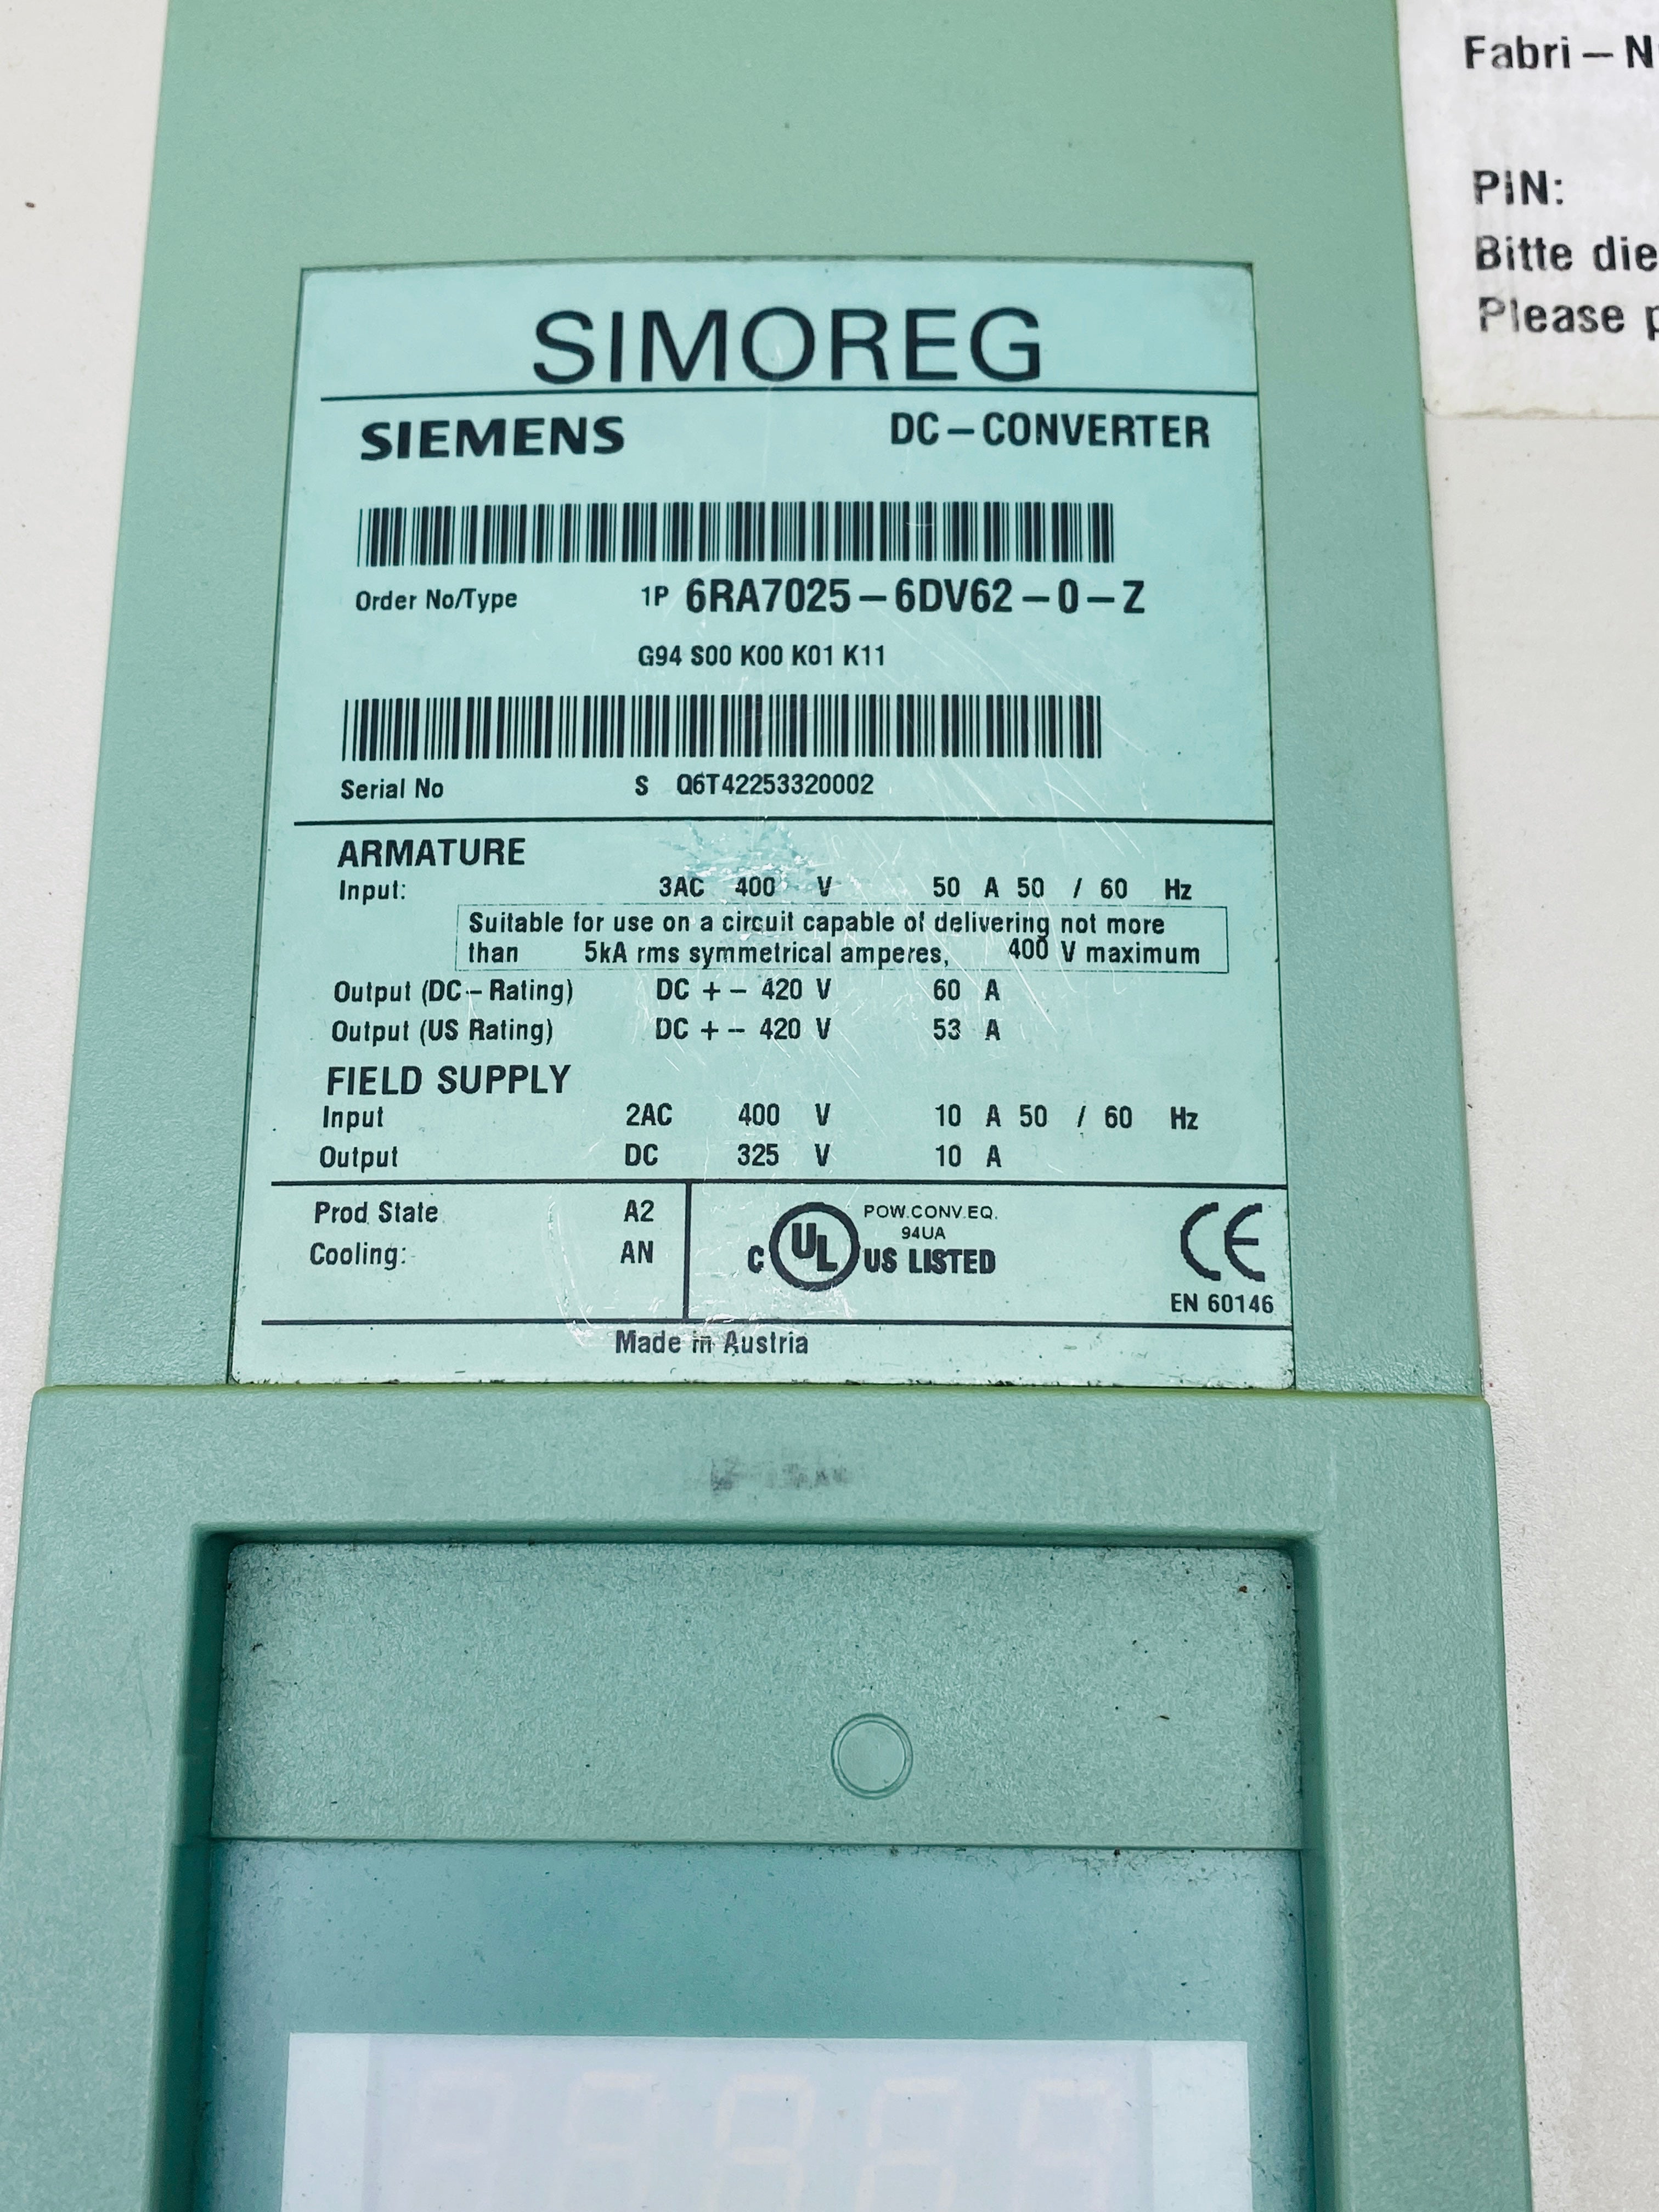 SIMOREG
SIEMENS DC-CONVERTER
Order No/Type 1P 6RA7025-6DV62-0-Z
G94 S00 K00 K01 K11
Serial No S Q6T42253320002
ARMATURE
Input: 3AC 400 V 50 A 50 / 60 Hz
Suitable for use on a circuit capable of delivering not more
than 5kA rms symmetrical amperes, 400 V maximum
Output (DC-Rating) DC +- 420 V 60 A
Output (US Rating) DC +- 420 V 53 A
FIELD SUPPLY
Input 2AC 400 V 10 A 50 / 60 Hz
Output DC 325 V 10 A
Prod State A2
Cooling: AN
C UL US LISTED
POW.CONV.EQ.
94UA
CE
EN 60146
Made in Austria
Fabri-N
PIN:
Bitte die
Please p